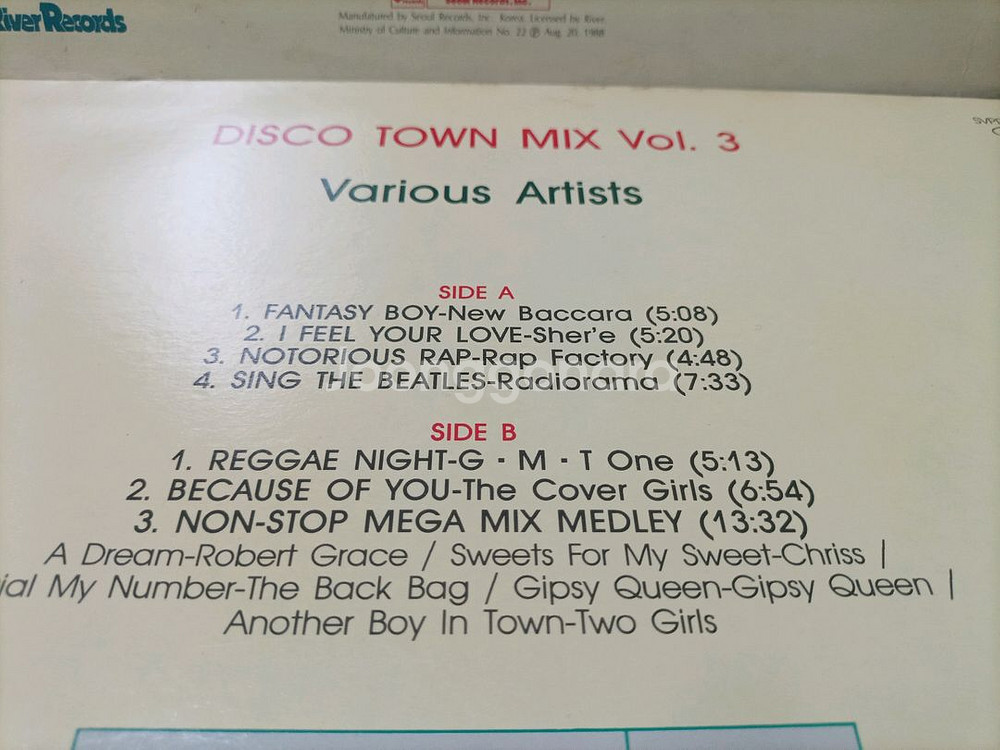 River Records
Seoul Records, Inc.
Manufactured by Seoul Records, Inc. Korea. Licensed by River.
Ministry of Culture and Information No. 22 ℗ Aug. 20, 1988
DISCO TOWN MIX Vol. 3
Various Artists
SIDE A
1. FANTASY BOY-New Baccara (5:08)
2. I FEEL YOUR LOVE-Sher'e (5:20)
3. NOTORIOUS RAP-Rap Factory (4:48)
4. SING THE BEATLES-Radiorama (7:33)
SIDE B
1. REGGAE NIGHT-G · M · T One (5:13)
2. BECAUSE OF YOU-The Cover Girls (6:54)
3. NON-STOP MEGA MIX MEDLEY (13:32)
A Dream-Robert Grace / Sweets For My Sweet-Chriss /
ial My Number-The Back Bag / Gipsy Queen-Gipsy Queen /
Another Boy In Town-Two Girls